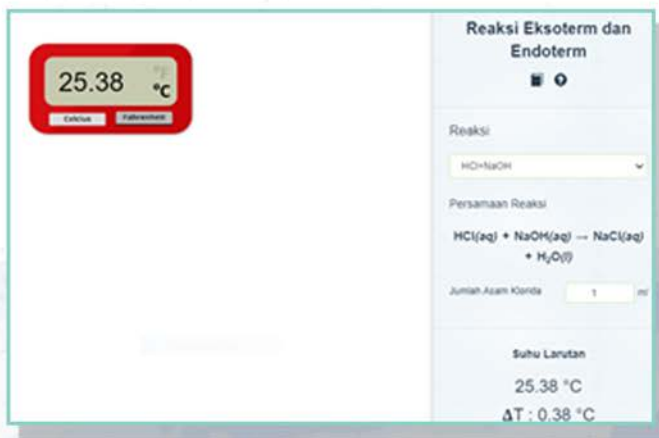 25.38 °F
°C
Celcius Fahrenheit
Reaksi Eksoterm dan
Endoterm
Reaksi
HCl+NaOH
Persamaan Reaksi
HCl(aq) + NaOH(aq) → NaCl(aq)
+ H₂O(l)
Jumlah Asam Klorida 1 ml
Suhu Larutan
25.38 °C
ΔT : 0.38 °C